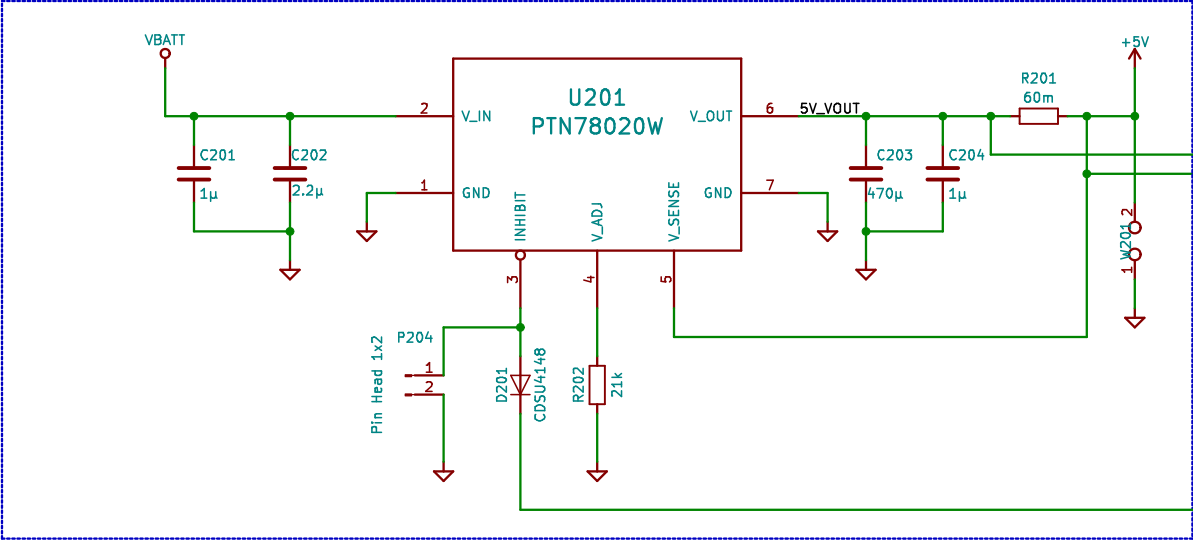 VBATT
+5V
R201
60m
U201
PTN78020W
2
V_IN
V_OUT
6
5V_VOUT
C201
1µ
C202
2.2µ
C203
470µ
C204
1µ
1
GND
GND
7
INHIBIT
V_ADJ
V_SENSE
3
4
5
2
W201
1
P204
Pin Head 1x2
1
2
D201
CDSU4148
R202
21k